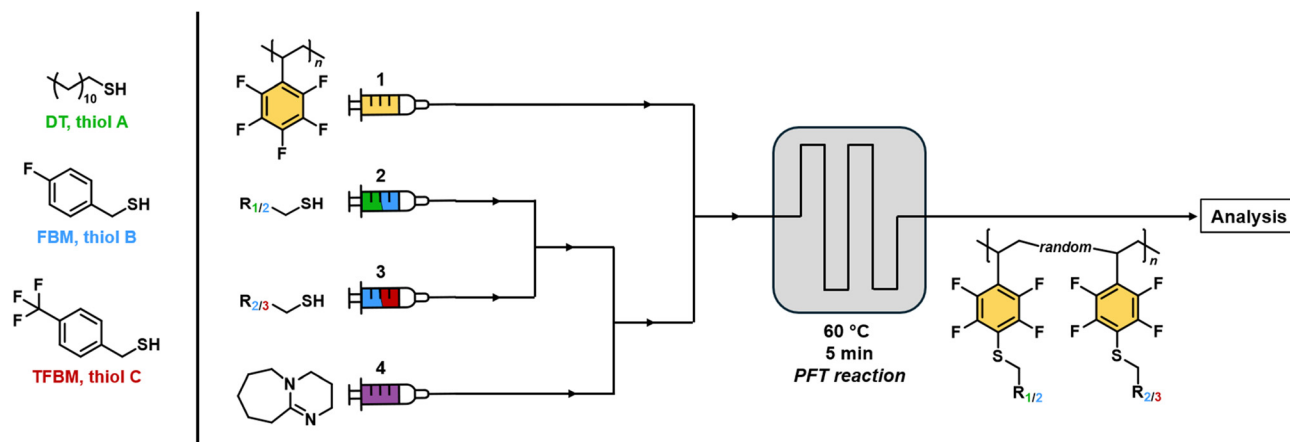 10
SH
DT, thiol A
F
SH
FBM, thiol B
F
F
F
SH
TFBM, thiol C
n
F F
F F
F
1
R1/2 SH
2
R2/3 SH
3
N
N
4
60 °C
5 min
PFT reaction
Analysis
random
n
F F F F
F F F F
S S
R1/2 R2/3